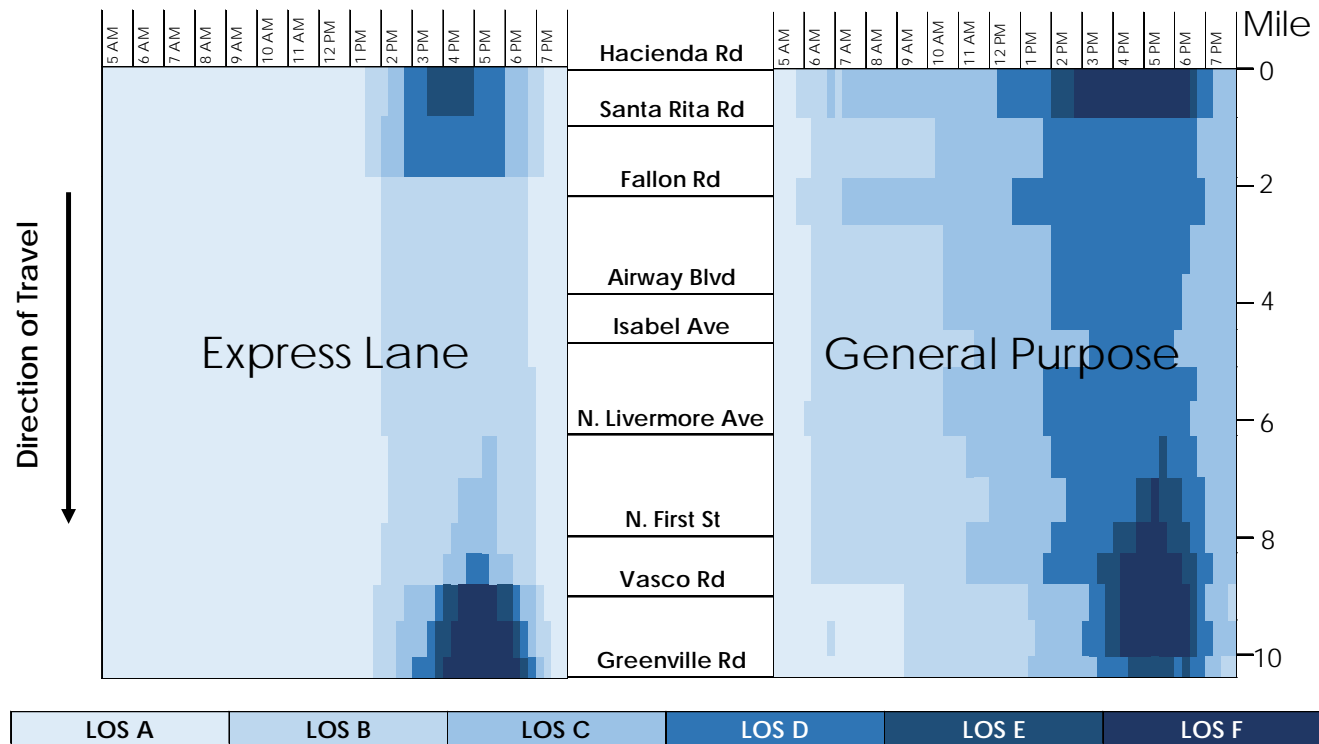 5 AM 6 AM 7 AM 8 AM 9 AM 10 AM 11 AM 12 PM 1 PM 2 PM 3 PM 4 PM 5 PM 6 PM 7 PM
5 AM 6 AM 7 AM 8 AM 9 AM 10 AM 11 AM 12 PM 1 PM 2 PM 3 PM 4 PM 5 PM 6 PM 7 PM
Mile
Hacienda Rd
Santa Rita Rd
Fallon Rd
Airway Blvd
Isabel Ave
N. Livermore Ave
N. First St
Vasco Rd
Greenville Rd
0
2
4
6
8
10
Direction of Travel
Express Lane
General Purpose
LOS A LOS B LOS C LOS D LOS E LOS F